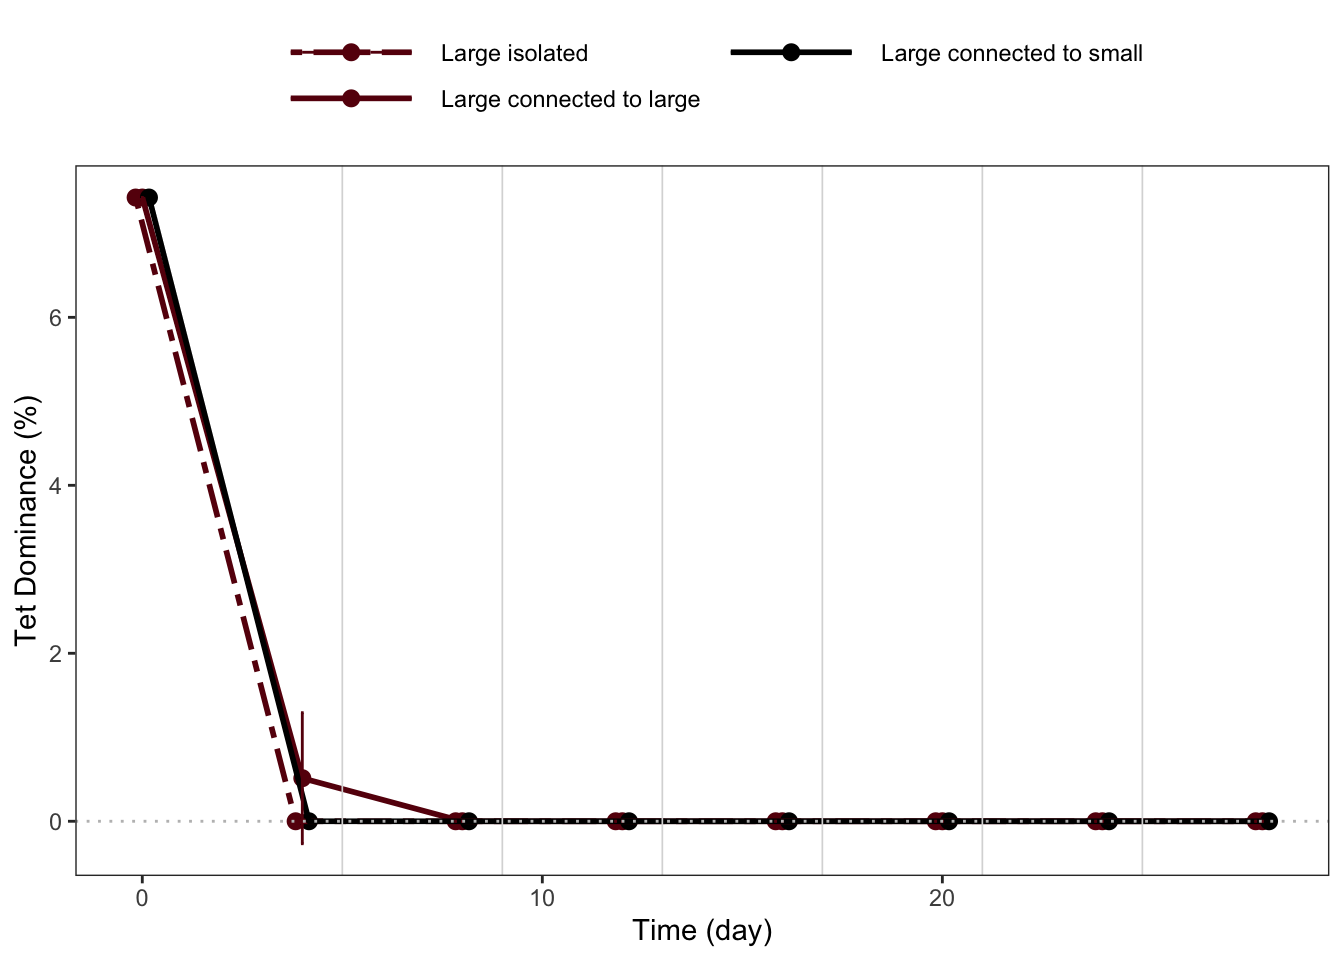 Large isolated
Large connected to small
Large connected to large
Tet Dominance (%)
6
4
2
0
0
10
20
Time (day)